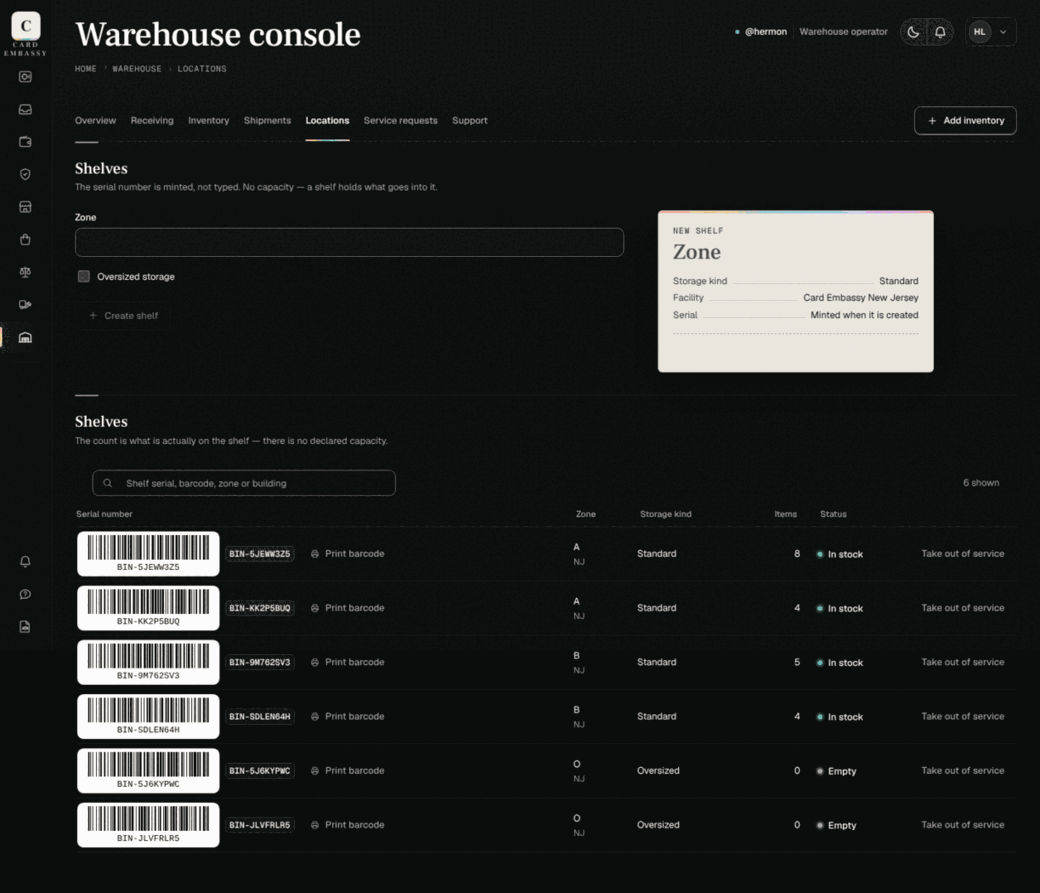 C
CARD
EMBASSY
Warehouse console
@hermon
Warehouse operator
HL
HOME › WAREHOUSE › LOCATIONS
Overview
Receiving
Inventory
Shipments
Locations
Service requests
Support
+ Add inventory
Shelves
The serial number is minted, not typed. No capacity — a shelf holds what goes into it.
Zone
Oversized storage
+ Create shelf
NEW SHELF
Zone
Storage kind Standard
Facility Card Embassy New Jersey
Serial Minted when it is created
Shelves
The count is what is actually on the shelf — there is no declared capacity.
Shelf serial, barcode, zone or building
6 shown
Serial number Zone Storage kind Items Status
BIN-5JEWW3Z5
BIN-5JEWW3Z5 Print barcode A Standard 8 In stock Take out of service
NJ
BIN-KK2P5BUQ
BIN-KK2P5BUQ Print barcode A Standard 4 In stock Take out of service
NJ
BIN-9M762SV3
BIN-9M762SV3 Print barcode B Standard 5 In stock Take out of service
NJ
BIN-SDLEN64H
BIN-SDLEN64H Print barcode B Standard 4 In stock Take out of service
NJ
BIN-5J6KYPWC
BIN-5J6KYPWC Print barcode O Oversized 0 Empty Take out of service
NJ
BIN-JLVFRLR5
BIN-JLVFRLR5 Print barcode O Oversized 0 Empty Take out of service
NJ